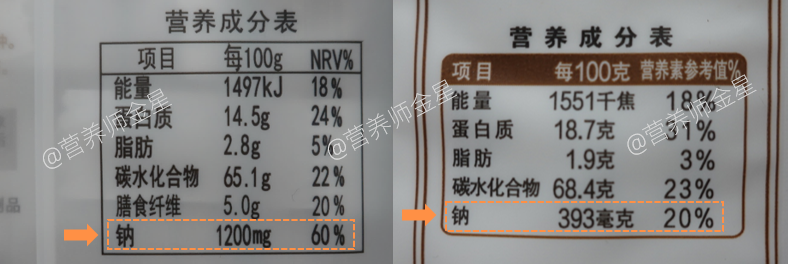 营养成分表
项目 每100g NRV%
能量 1497kJ 18%
蛋白质 14.5g 24%
脂肪 2.8g 5%
碳水化合物 65.1g 22%
膳食纤维 5.0g 20%
钠 1200mg 60%
品
营养成分表
项目 每100克 营养素参考值%
能量 1551千焦 18%
蛋白质 18.7克 31%
脂肪 1.9克 3%
碳水化合物 68.4克 23%
钠 393毫克 20%
@营养师金星
@营养师金星
@营养师金星